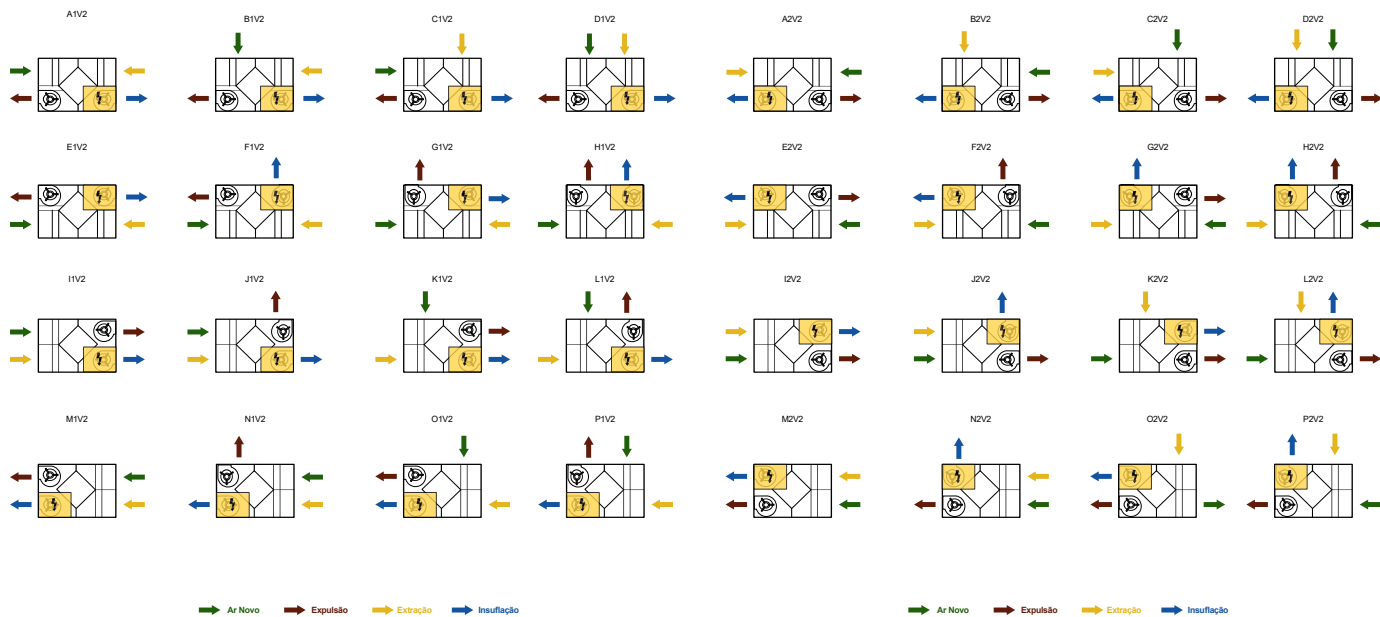 A1V2 B1V2 C1V2 D1V2 A2V2 B2V2 C2V2 D2V2
E1V2 F1V2 G1V2 H1V2 E2V2 F2V2 G2V2 H2V2
I1V2 J1V2 K1V2 L1V2 I2V2 J2V2 K2V2 L2V2
M1V2 N1V2 O1V2 P1V2 M2V2 N2V2 O2V2 P2V2
Ar Novo Expulsão Extração Insuflação Ar Novo Expulsão Extração Insuflação